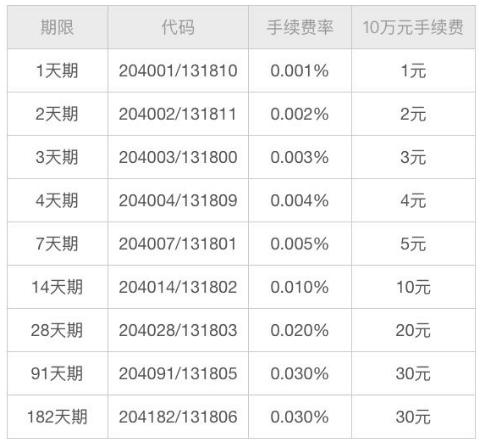 期限 代码 手续费率 10万元手续费
1天期 204001/131810 0.001% 1元
2天期 204002/131811 0.002% 2元
3天期 204003/131800 0.003% 3元
4天期 204004/131809 0.004% 4元
7天期 204007/131801 0.005% 5元
14天期 204014/131802 0.010% 10元
28天期 204028/131803 0.020% 20元
91天期 204091/131805 0.030% 30元
182天期 204182/131806 0.030% 30元